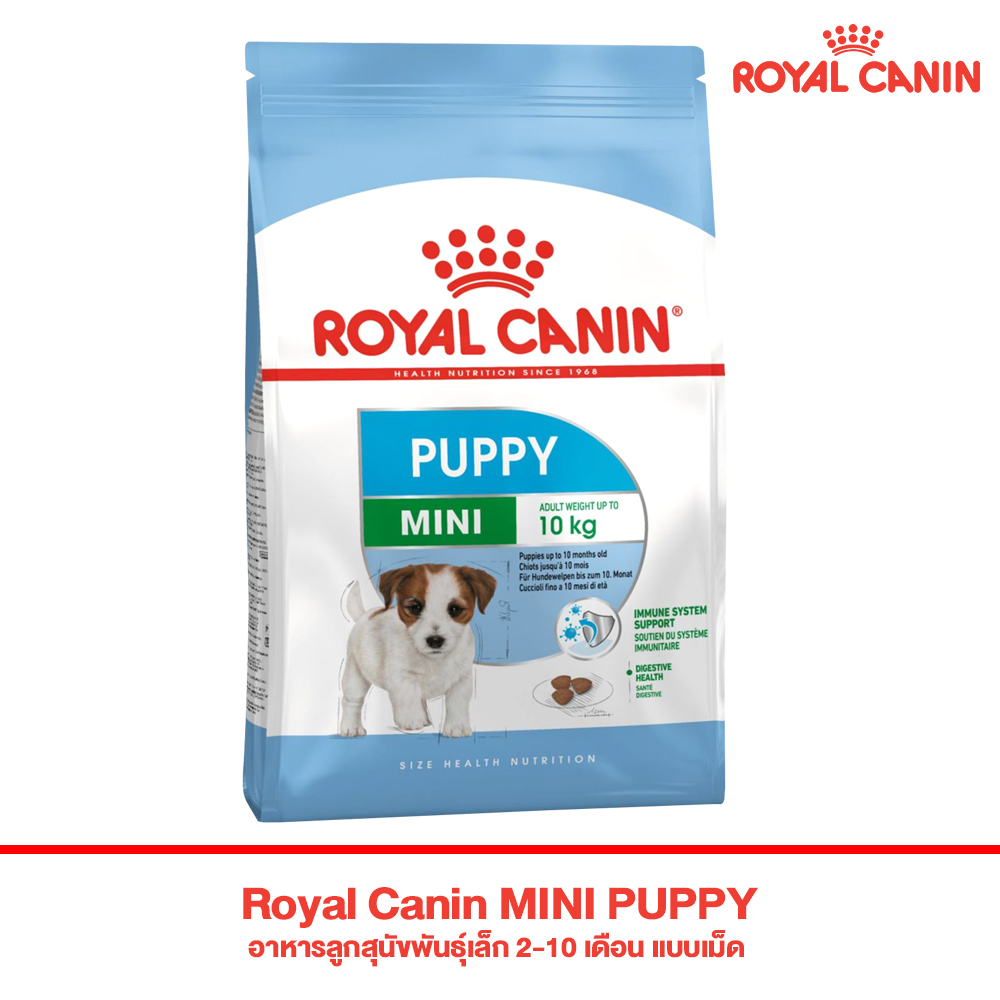 ROYAL CANIN
ROYAL CANIN®
HEALTH NUTRITION SINCE 1968
PUPPY
MINI
ADULT WEIGHT UP TO
10 kg
Puppies up to 10 months old
Chiots jusqu'à 10 mois
Für Hundewelpen bis zum 10. Monat
Cuccioli fino a 10 mesi di età
IMMUNE SYSTEM
SUPPORT
SOUTIEN DU SYSTÈME
IMMUNITAIRE
DIGESTIVE
HEALTH
SANTÉ
DIGESTIVE
SIZE HEALTH NUTRITION
Royal Canin MINI PUPPY
อาหารลูกสุนัขพันธุ์เล็ก 2-10 เดือน แบบเม็ด